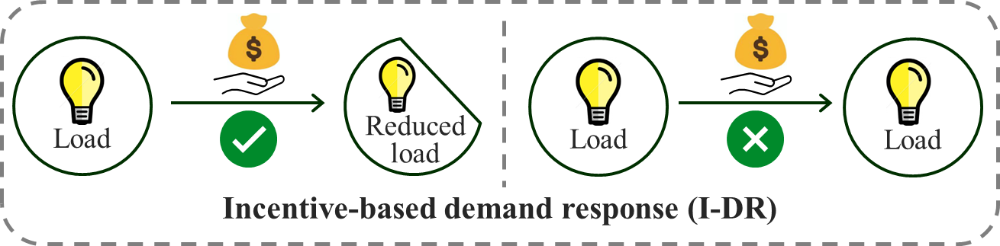 $
$
Load
Reduced
load
Load
Load
Incentive-based demand response (I-DR)